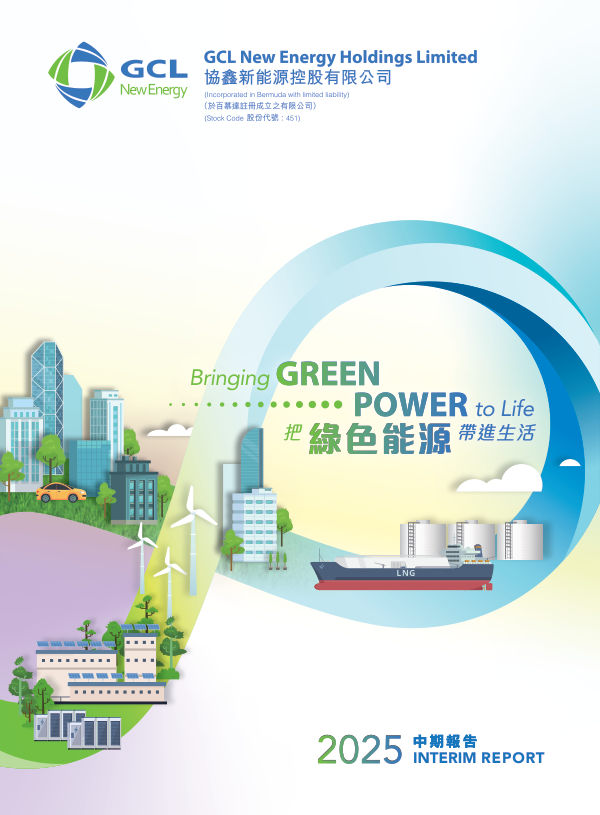 GCL
New Energy
GCL New Energy Holdings Limited
協鑫新能源控股有限公司
(Incorporated in Bermuda with limited liability)
(於百慕達註冊成立之有限公司)
(Stock Code 股份代號：451)
Bringing GREEN
POWER to Life
把 綠色能源 帶進生活
LNG
2025 中期報告
INTERIM REPORT